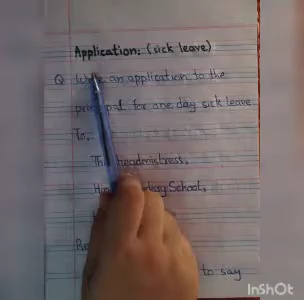 Application: (sick leave)
Q Write an application to the
principal for one day sick leave.
To,
The headmistress,
School,
to say
InShOt